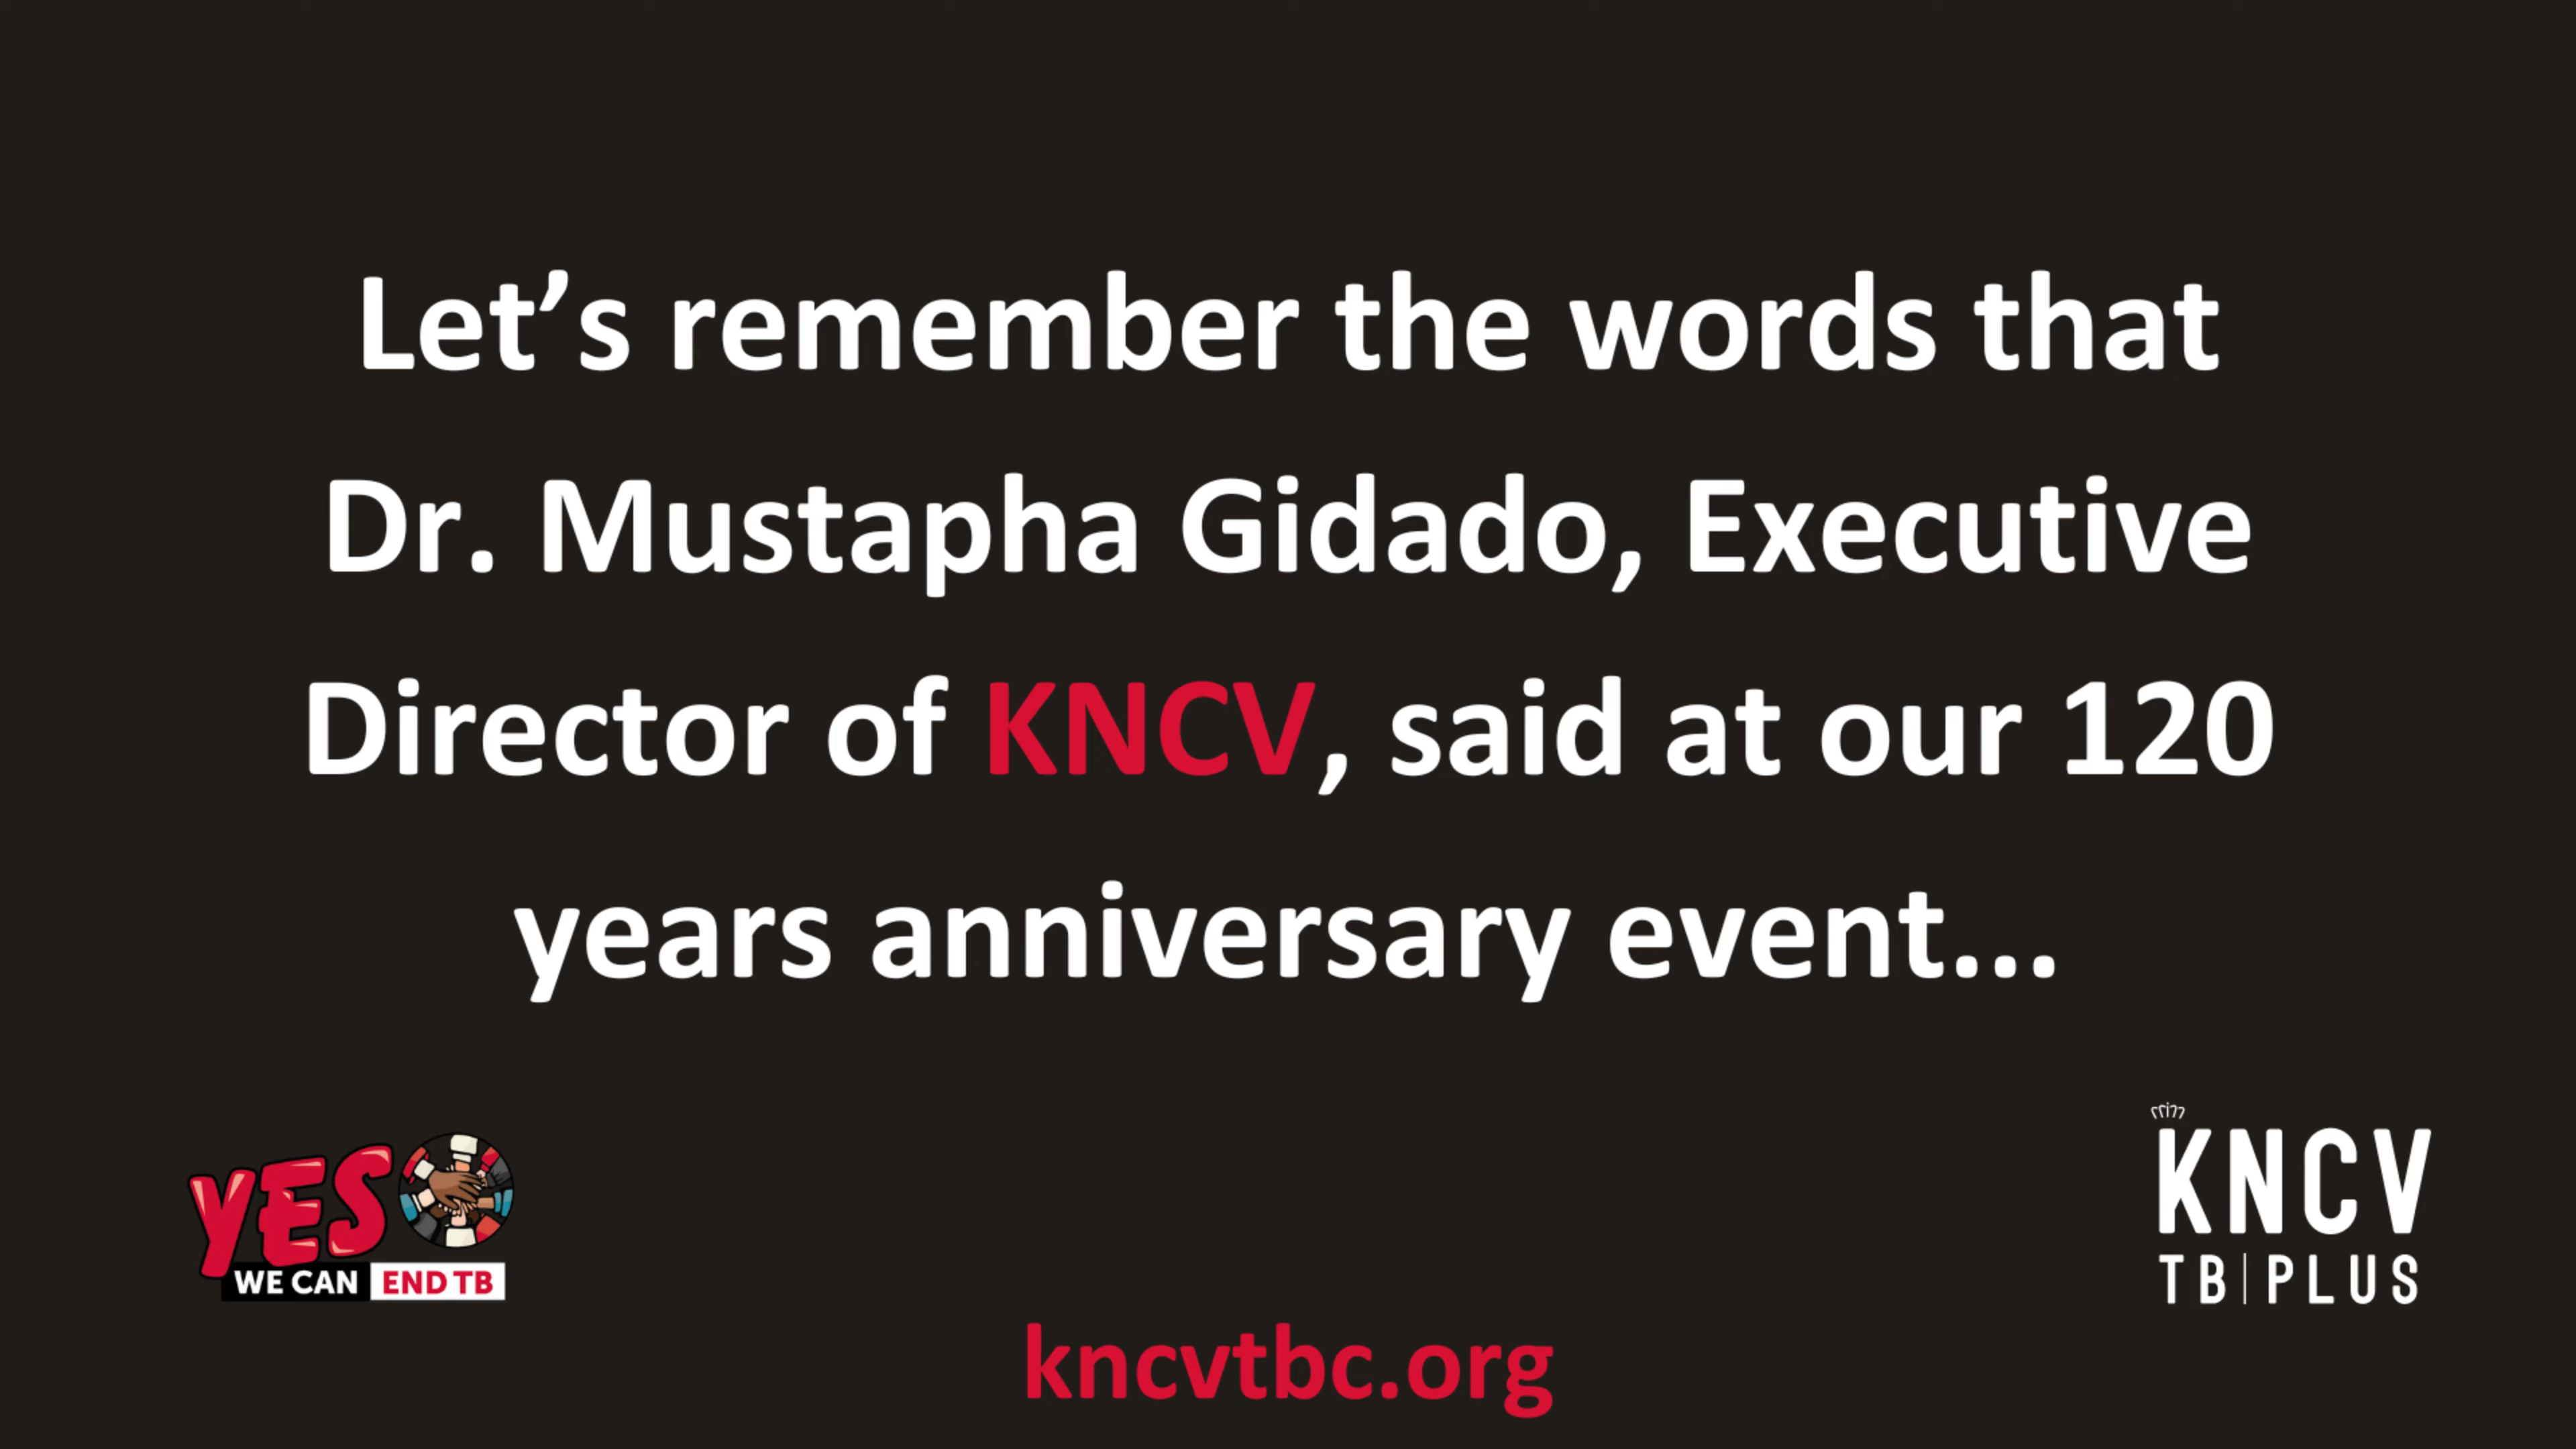 Let’s remember the words that
Dr. Mustapha Gidado, Executive
Director of KNCV, said at our 120
years anniversary event...
YES
WE CAN END TB
KNCV
TB|PLUS
kncvtbc.org